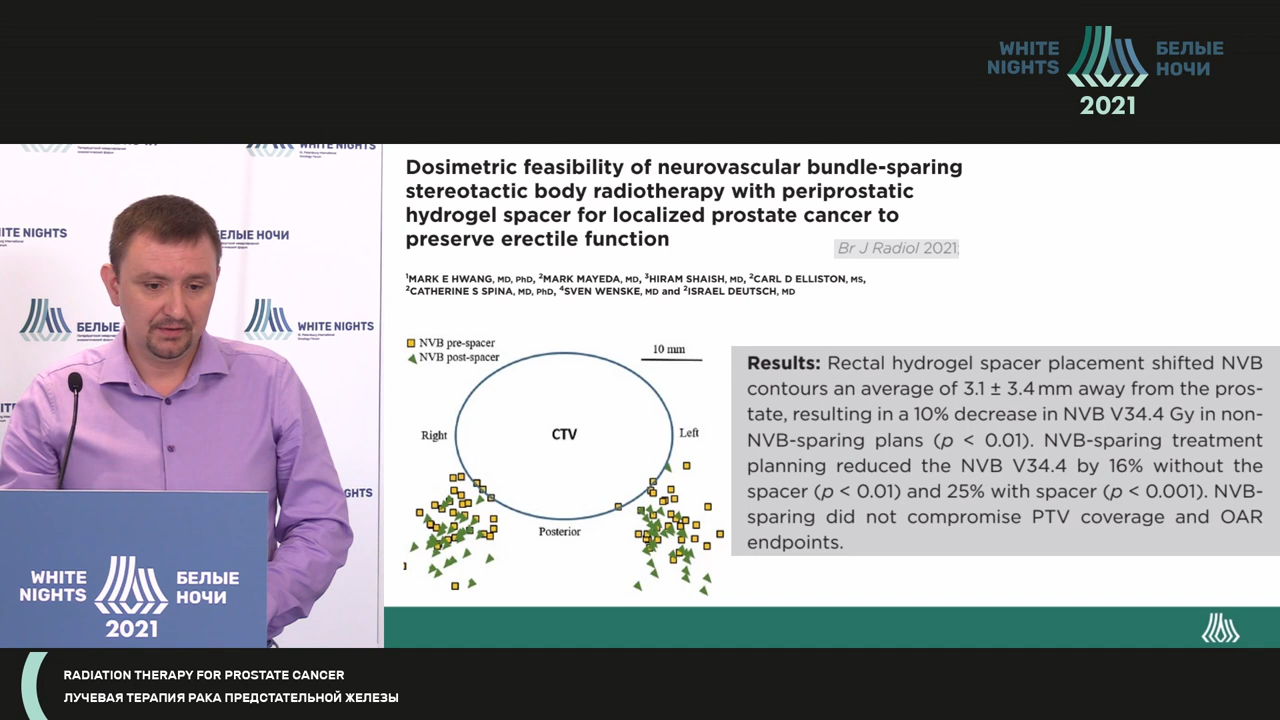 WHITE
NIGHTS
БЕЛЫЕ
НОЧИ
2021
WHITE NIGHTS
БЕЛЫЕ НОЧИ
БЕЛЫЕ
WHITE NIGHTS
WHITE
NIGHTS
БЕЛЫЕ
НОЧИ
2021
Dosimetric feasibility of neurovascular bundle-sparing
stereotactic body radiotherapy with periprostatic
hydrogel spacer for localized prostate cancer to
preserve erectile function
Br J Radiol 2021;
¹MARK E HWANG, MD, PhD, ²MARK MAYEDA, MD, ³HIRAM SHAISH, MD, ²CARL D ELLISTON, MS,
²CATHERINE S SPINA, MD, PhD, ⁴SVEN WENSKE, MD and ²ISRAEL DEUTSCH, MD
NVB pre-spacer
NVB post-spacer
10 mm
Right
CTV
Left
Posterior
Results: Rectal hydrogel spacer placement shifted NVB
contours an average of 3.1 ± 3.4 mm away from the pros-
tate, resulting in a 10% decrease in NVB V34.4 Gy in non-
NVB-sparing plans (p < 0.01). NVB-sparing treatment
planning reduced the NVB V34.4 by 16% without the
spacer (p < 0.01) and 25% with spacer (p < 0.001). NVB-
sparing did not compromise PTV coverage and OAR
endpoints.
RADIATION THERAPY FOR PROSTATE CANCER
ЛУЧЕВАЯ ТЕРАПИЯ РАКА ПРЕДСТАТЕЛЬНОЙ ЖЕЛЕЗЫ